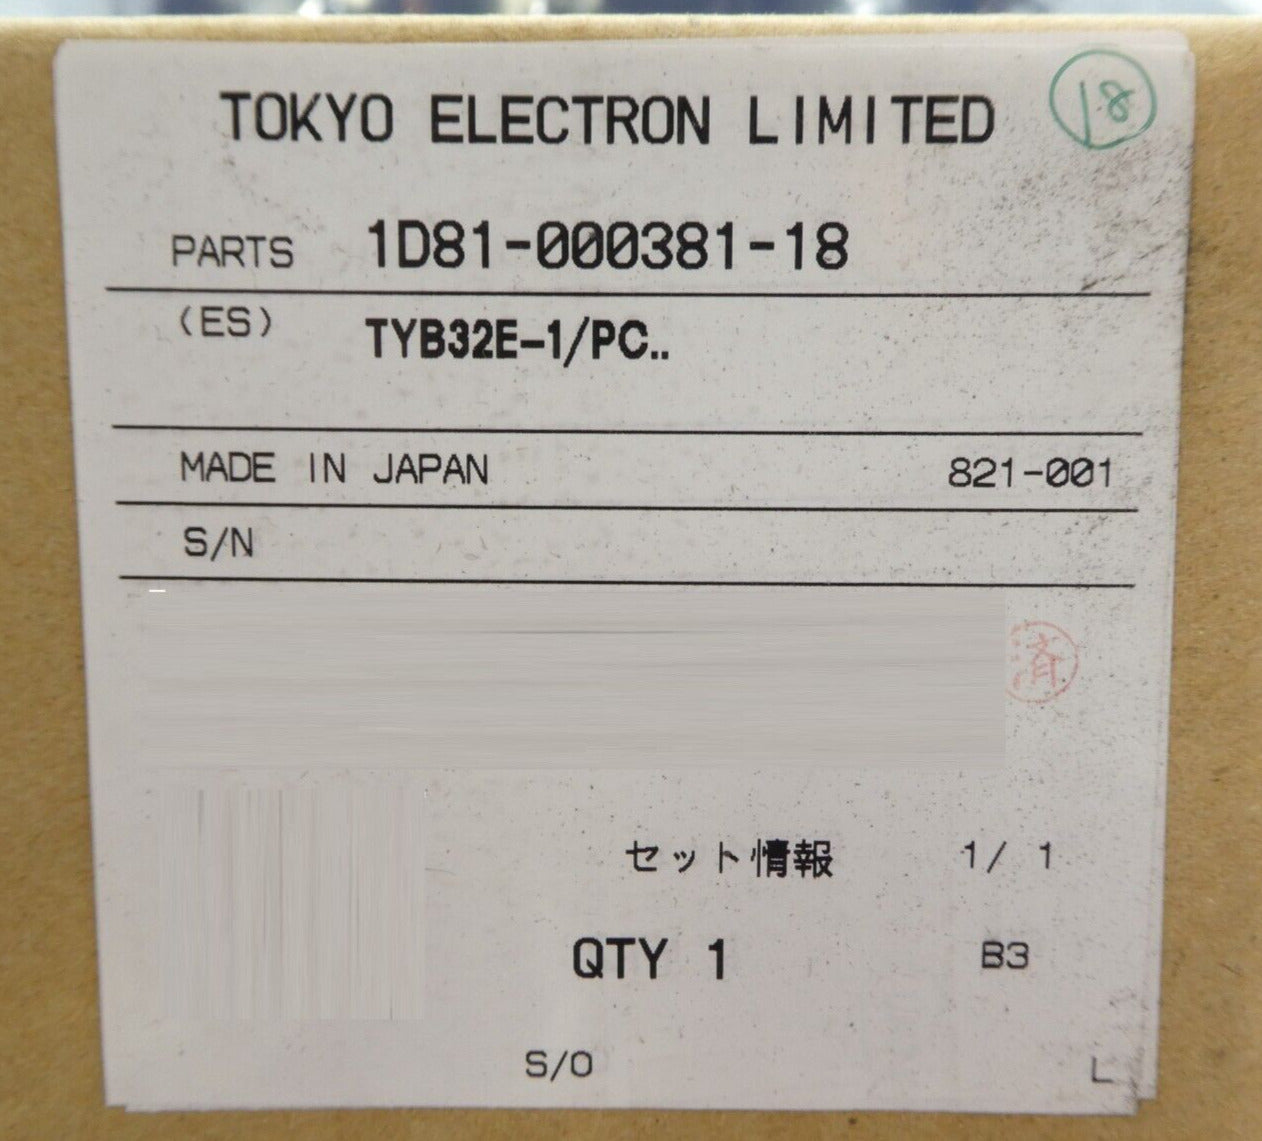 TOKYO ELECTRON LIMITED
18
PARTS 1D81-000381-18
(ES) TYB32E-1/PC..
MADE IN JAPAN 821-001
S/N
済
セット情報 1/ 1
QTY 1 B3
S/O L